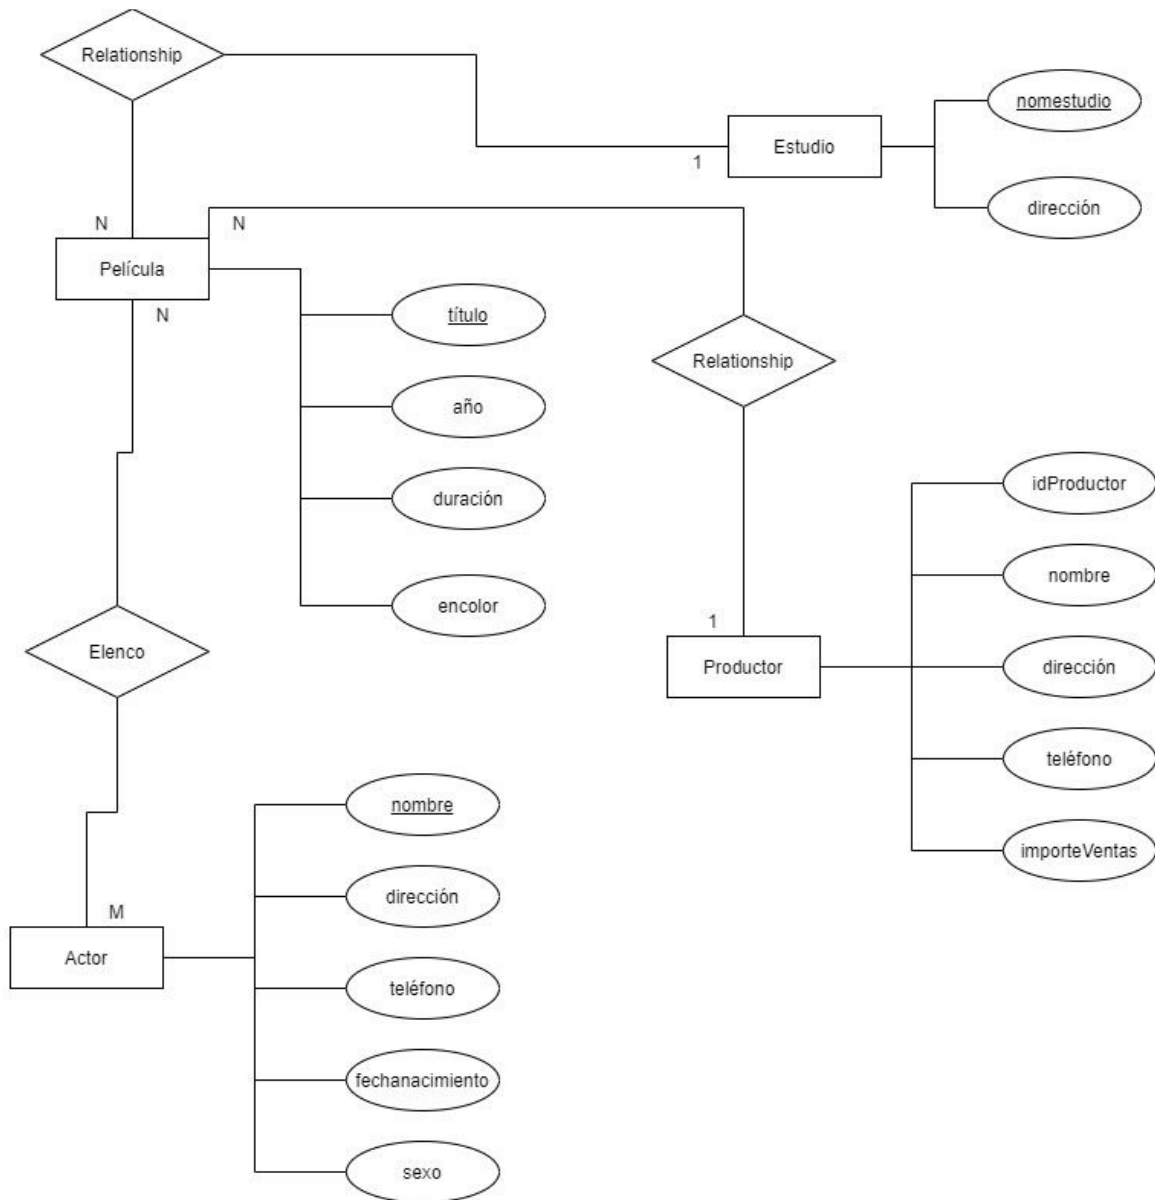 Relationship
nomestudio
Estudio
1
dirección
N
N
Película
N
título
Relationship
año
idProductor
duración
nombre
encolor
1
Elenco
Productor
dirección
teléfono
nombre
importeVentas
dirección
M
Actor
teléfono
fechanacimiento
sexo